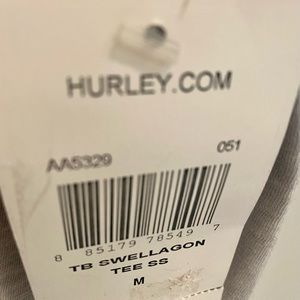 HURLEY.COM
AA5329 051
8 85179 78549 7
TB SWELLAGON
TEE SS
M